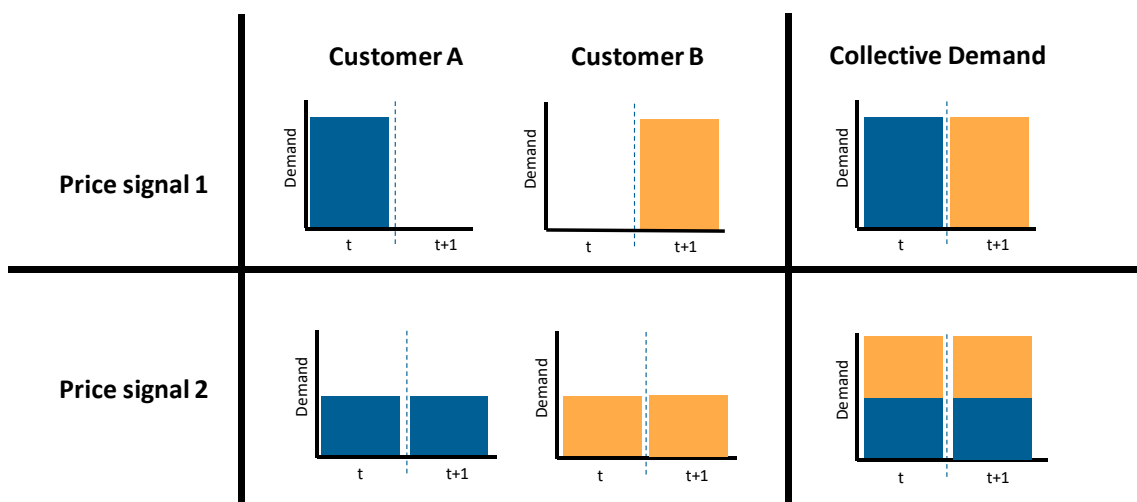 Customer A
Customer B
Collective Demand
Price signal 1
Demand
t
t+1
Demand
t
t+1
Demand
t
t+1
Price signal 2
Demand
t
t+1
Demand
t
t+1
Demand
t
t+1